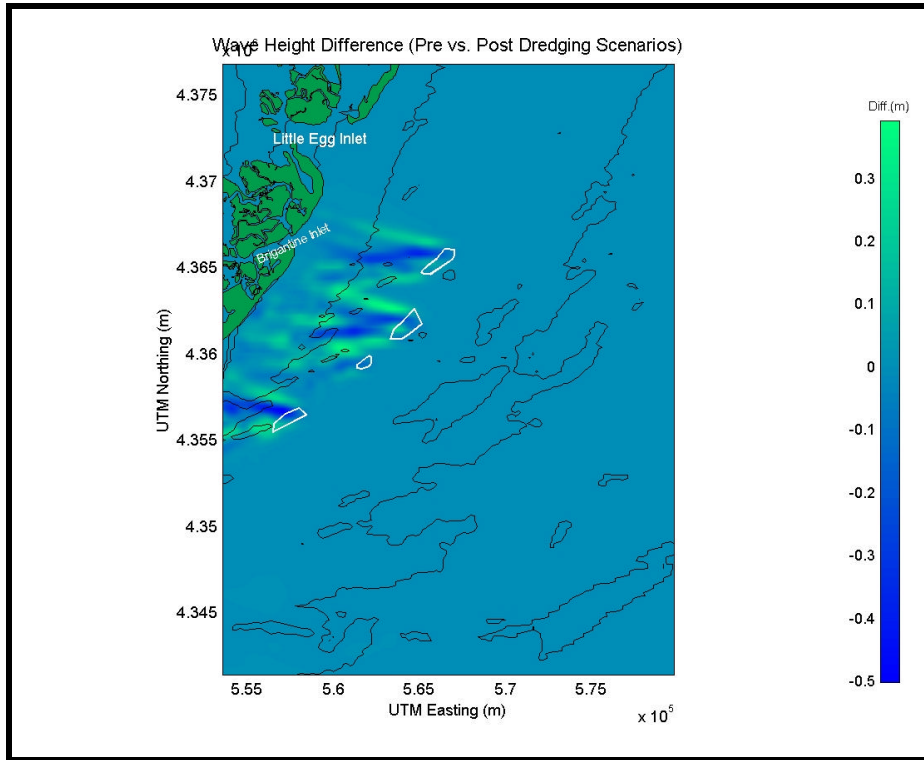 Wave Height Difference (Pre vs. Post Dredging Scenarios)
x 10^6
Diff.(m)
4.375
4.37
4.365
4.36
4.355
4.35
4.345
UTM Northing (m)
Little Egg Inlet
Brigantine Inlet
0.3
0.2
0.1
0
-0.1
-0.2
-0.3
-0.4
-0.5
5.55 5.6 5.65 5.7 5.75
UTM Easting (m)
x 10^5